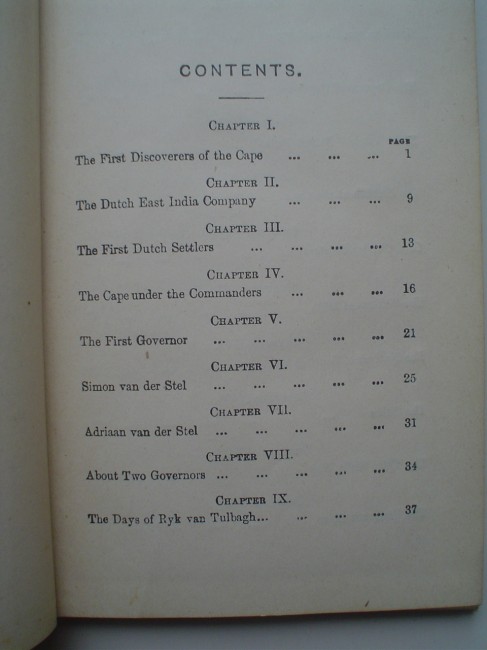 CONTENTS.
CHAPTER I.
PAGE
The First Discoverers of the Cape ... ... ... 1
CHAPTER II.
The Dutch East India Company ... ... ... 9
CHAPTER III.
The First Dutch Settlers ... ... ... ... 13
CHAPTER IV.
The Cape under the Commanders ... ... ... 16
CHAPTER V.
The First Governor ... ... ... ... ... 21
CHAPTER VI.
Simon van der Stel ... ... ... ... ... 25
CHAPTER VII.
Adriaan van der Stel ... ... ... ... ... 31
CHAPTER VIII.
About Two Governors ... ... ... ... ... 34
CHAPTER IX.
The Days of Ryk van Tulbagh... ... ... ... 37